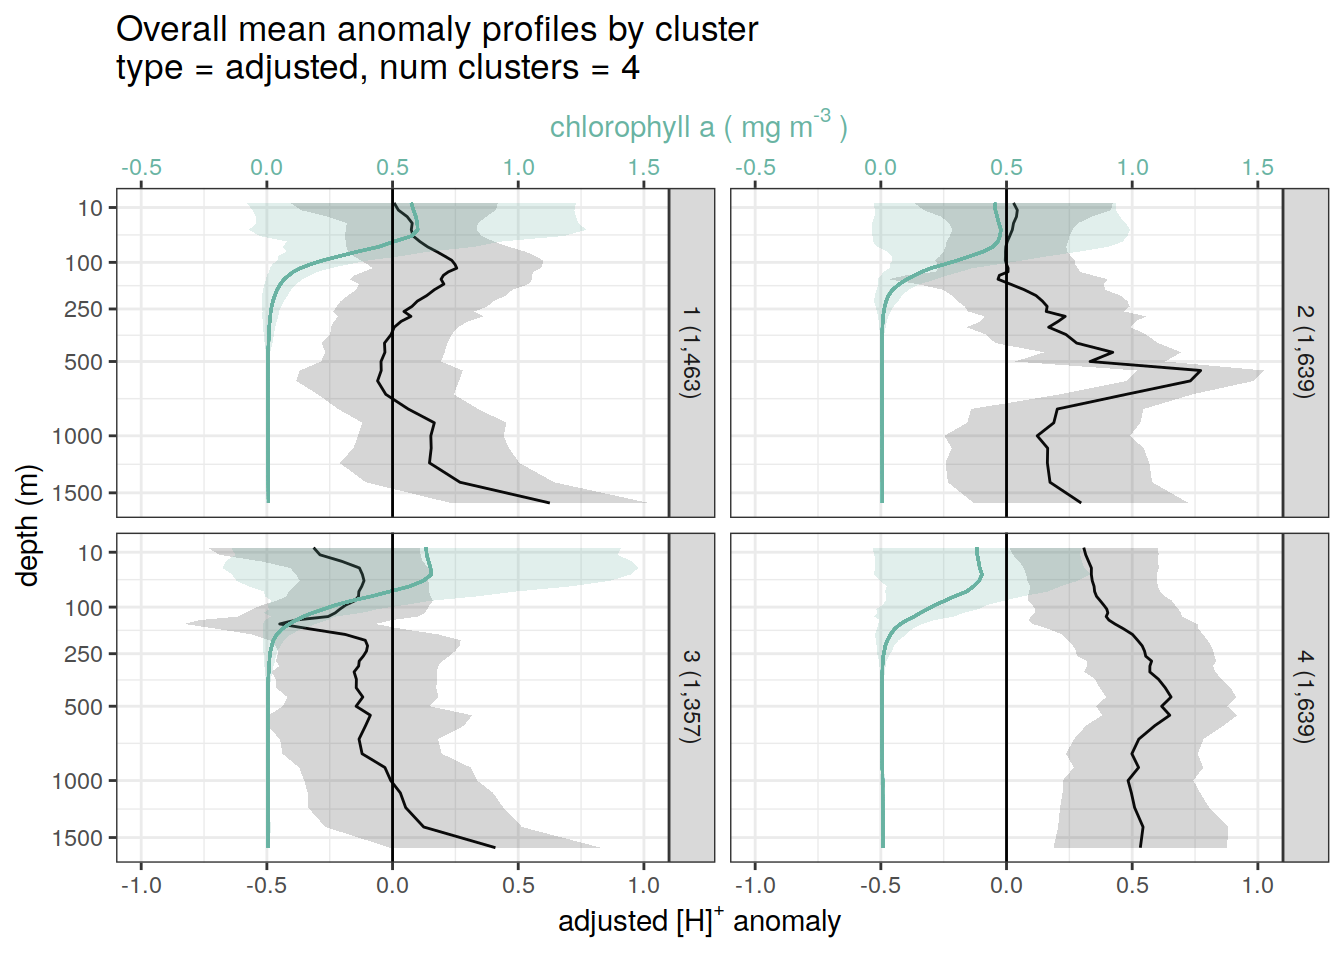 Overall mean anomaly profiles by cluster
type = adjusted, num clusters = 4
chlorophyll a ( mg m-3 )
-0.5 0.0 0.5 1.0 1.5 -0.5 0.0 0.5 1.0 1.5
10
100
250
500
1000
1500
1 (1,463)
2 (1,639)
depth (m)
10
100
250
500
1000
1500
3 (1,357)
4 (1,639)
-1.0 -0.5 0.0 0.5 1.0 -1.0 -0.5 0.0 0.5 1.0
adjusted [H]+ anomaly